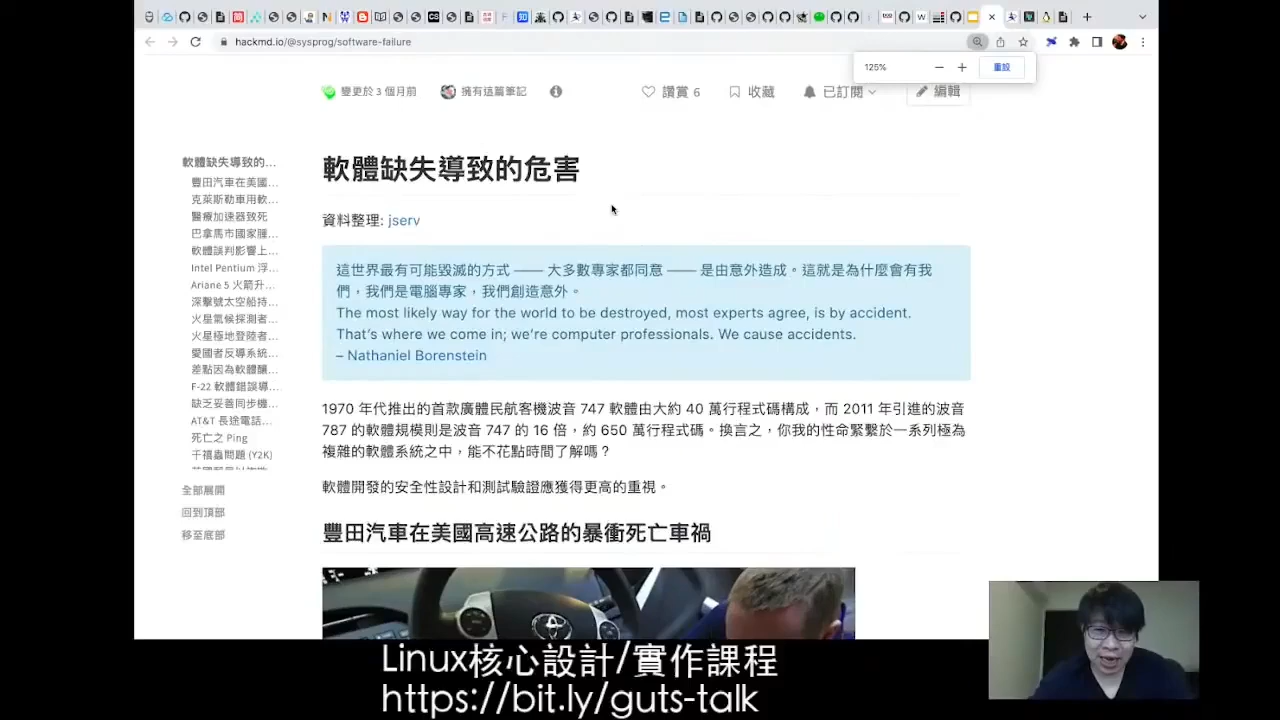 hackmd.io/@sysprog/software-failure
125%
重設
變更於 3 個月前
擁有這篇筆記
讚賞 6
收藏
已訂閱
編輯
軟體缺失導致的...
豐田汽車在美國...
克萊斯勒車用軟...
醫療加速器致死
巴拿馬市國家腫...
軟體誤判影響上...
Intel Pentium 浮...
Ariane 5 火箭升...
深擊號太空船持...
火星氣候探測者...
火星極地登陸者...
愛國者反導系統...
差點因為軟體釀...
F-22 軟體錯誤導...
缺乏妥善同步機...
AT&T 長途電話...
死亡之 Ping
千禧蟲問題 (Y2K)
全部展開
回到頂部
移至底部
軟體缺失導致的危害
資料整理: jserv
這世界最有可能毀滅的方式 —— 大多數專家都同意 —— 是由意外造成。這就是為什麼會有我
們，我們是電腦專家，我們創造意外。
The most likely way for the world to be destroyed, most experts agree, is by accident.
That's where we come in; we're computer professionals. We cause accidents.
– Nathaniel Borenstein
1970 年代推出的首款廣體民航客機波音 747 軟體由大約 40 萬行程式碼構成，而 2011 年引進的波音
787 的軟體規模則是波音 747 的 16 倍，約 650 萬行程式碼。換言之，你我的性命緊繫於一系列極為
複雜的軟體系統之中，能不花點時間了解嗎？
軟體開發的安全性設計和測試驗證應獲得更高的重視。
豐田汽車在美國高速公路的暴衝死亡車禍
Linux核心設計/實作課程
https://bit.ly/guts-talk